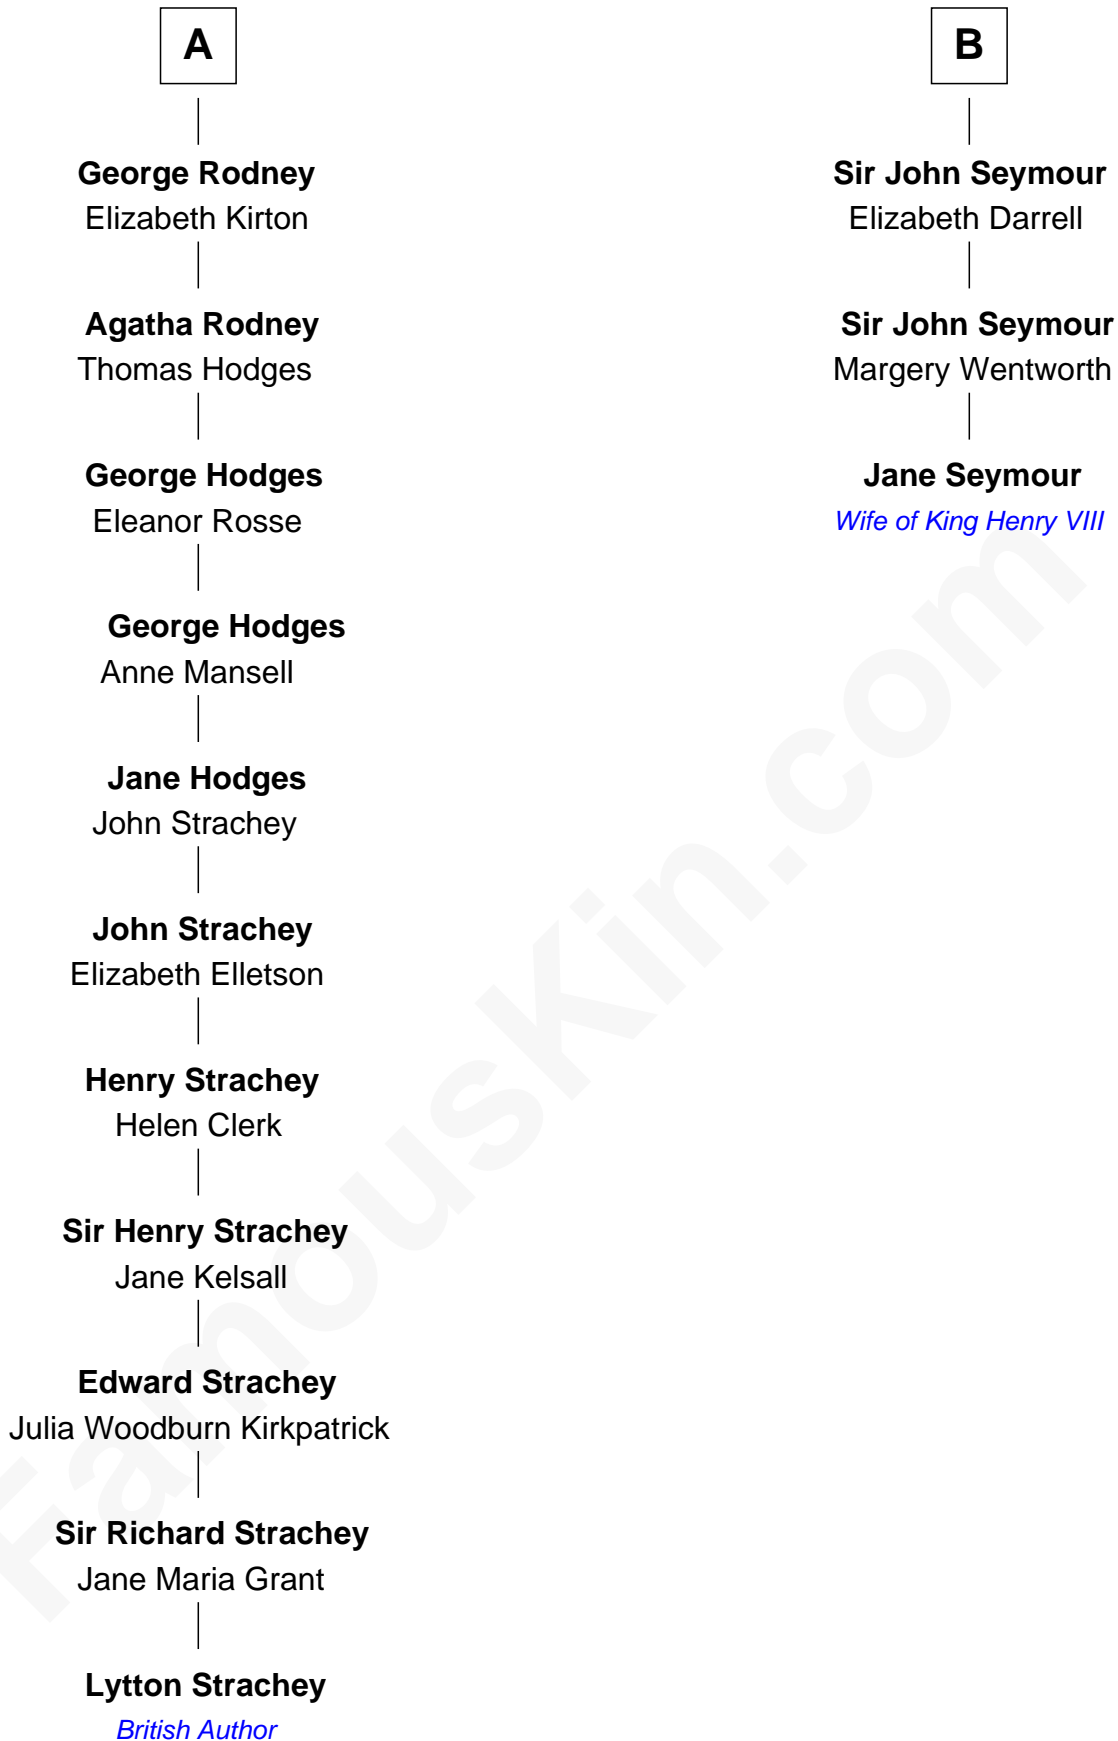 A
George Rodney
Elizabeth Kirton
Agatha Rodney
Thomas Hodges
George Hodges
Eleanor Rosse
George Hodges
Anne Mansell
Jane Hodges
John Strachey
John Strachey
Elizabeth Elletson
Henry Strachey
Helen Clerk
Sir Henry Strachey
Jane Kelsall
Edward Strachey
Julia Woodburn Kirkpatrick
Sir Richard Strachey
Jane Maria Grant
Lytton Strachey
British Author
B
Sir John Seymour
Elizabeth Darrell
Sir John Seymour
Margery Wentworth
Jane Seymour
Wife of King Henry VIII
FamousKin.com